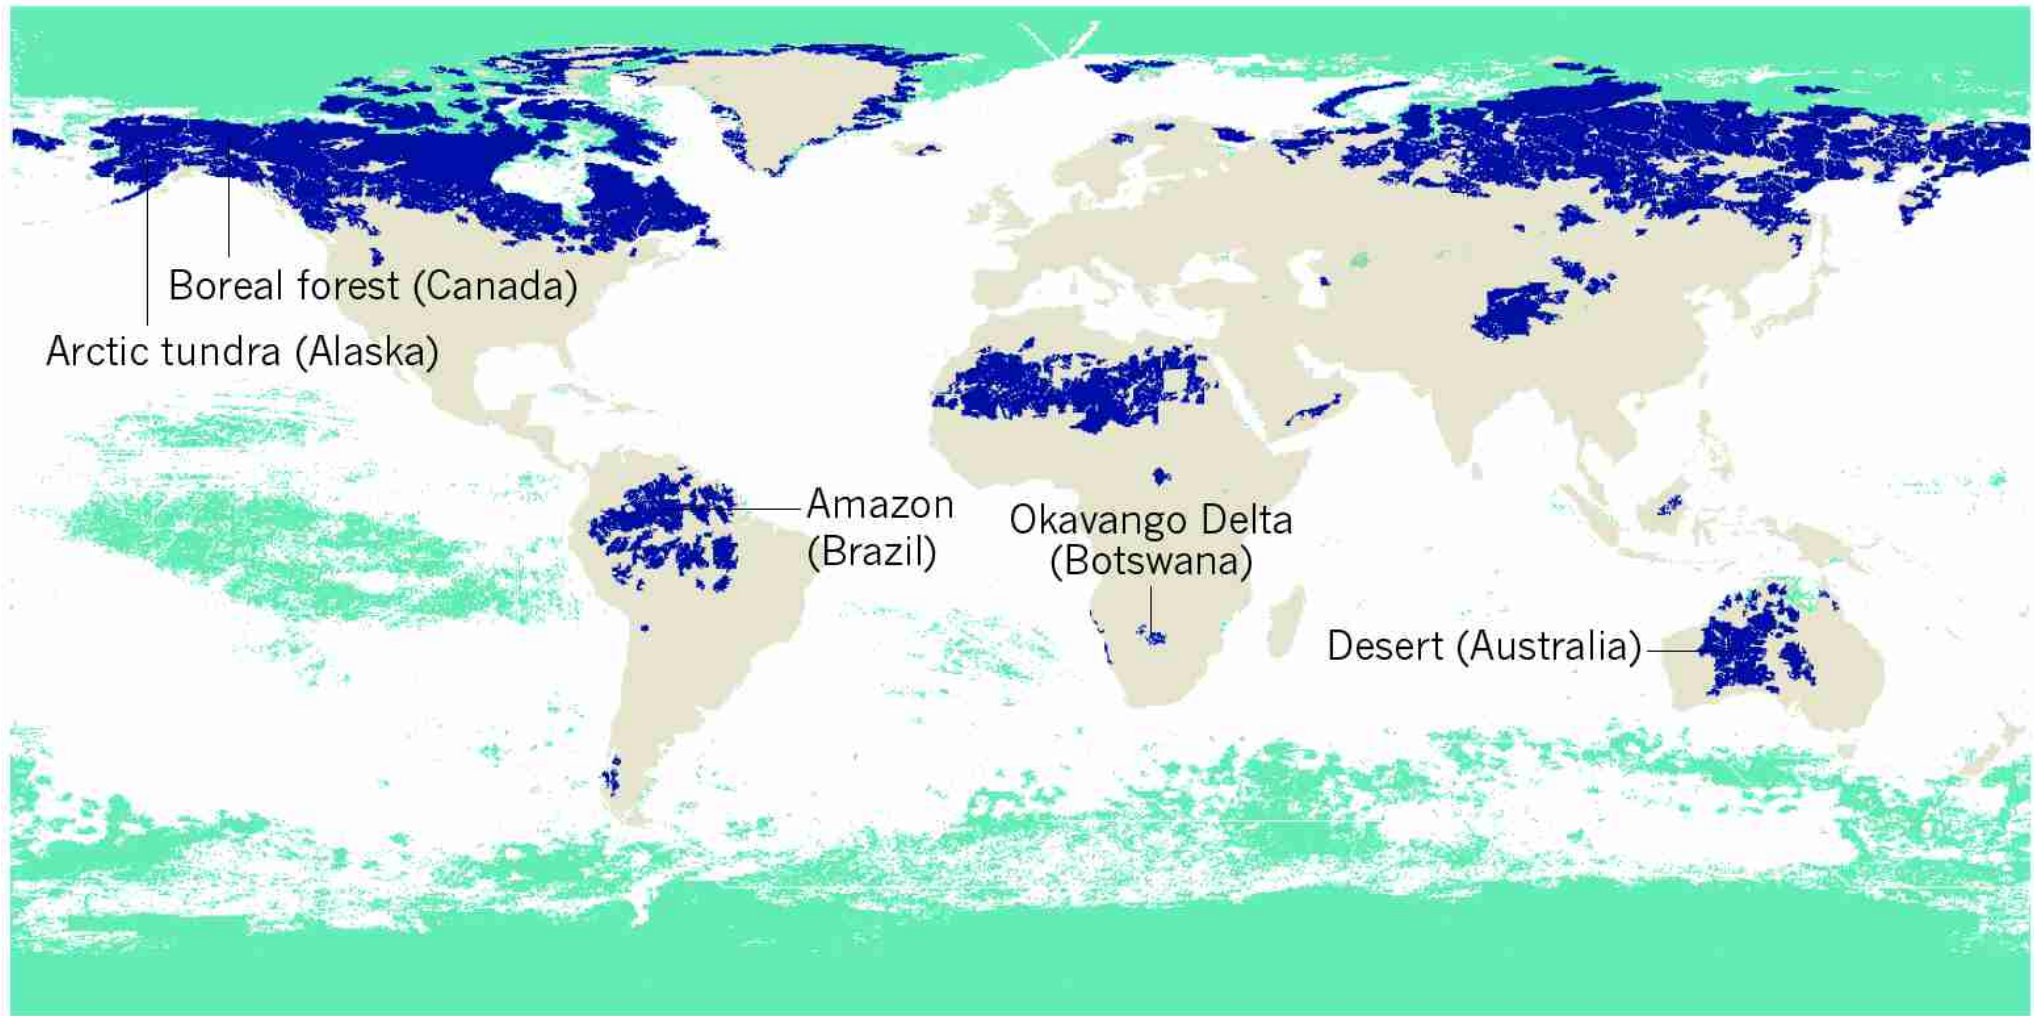 Boreal forest (Canada)
Arctic tundra (Alaska)
Amazon
(Brazil)
Okavango Delta
(Botswana)
Desert (Australia)